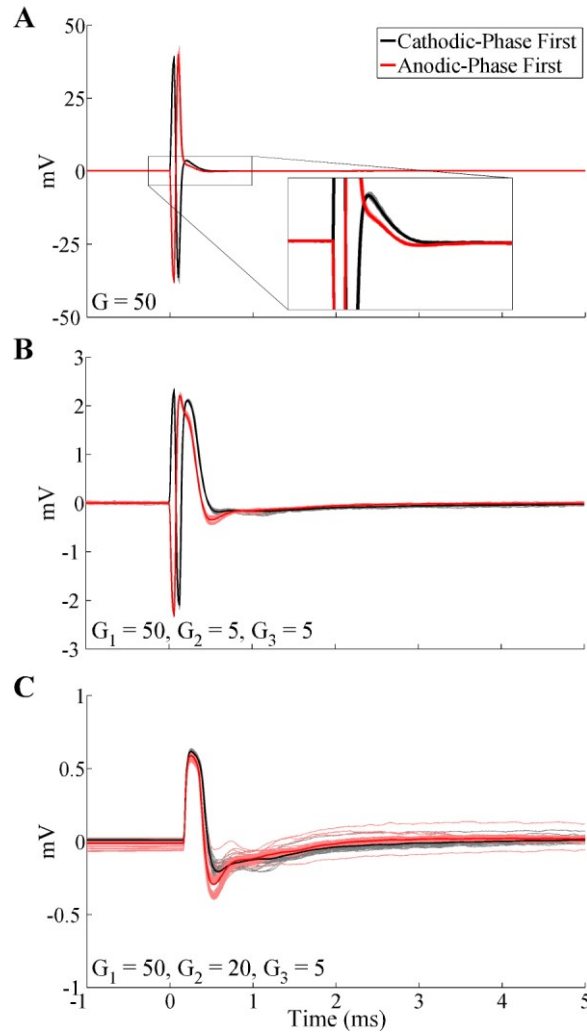 A
50
25
0
-25
-50
mV
Cathodic-Phase First
Anodic-Phase First
G = 50
B
3
2
1
0
-1
-2
-3
mV
G₁ = 50, G₂ = 5, G₃ = 5
C
1
0.5
0
-0.5
-1
mV
G₁ = 50, G₂ = 20, G₃ = 5
-1 0 1 2 3 4 5
Time (ms)